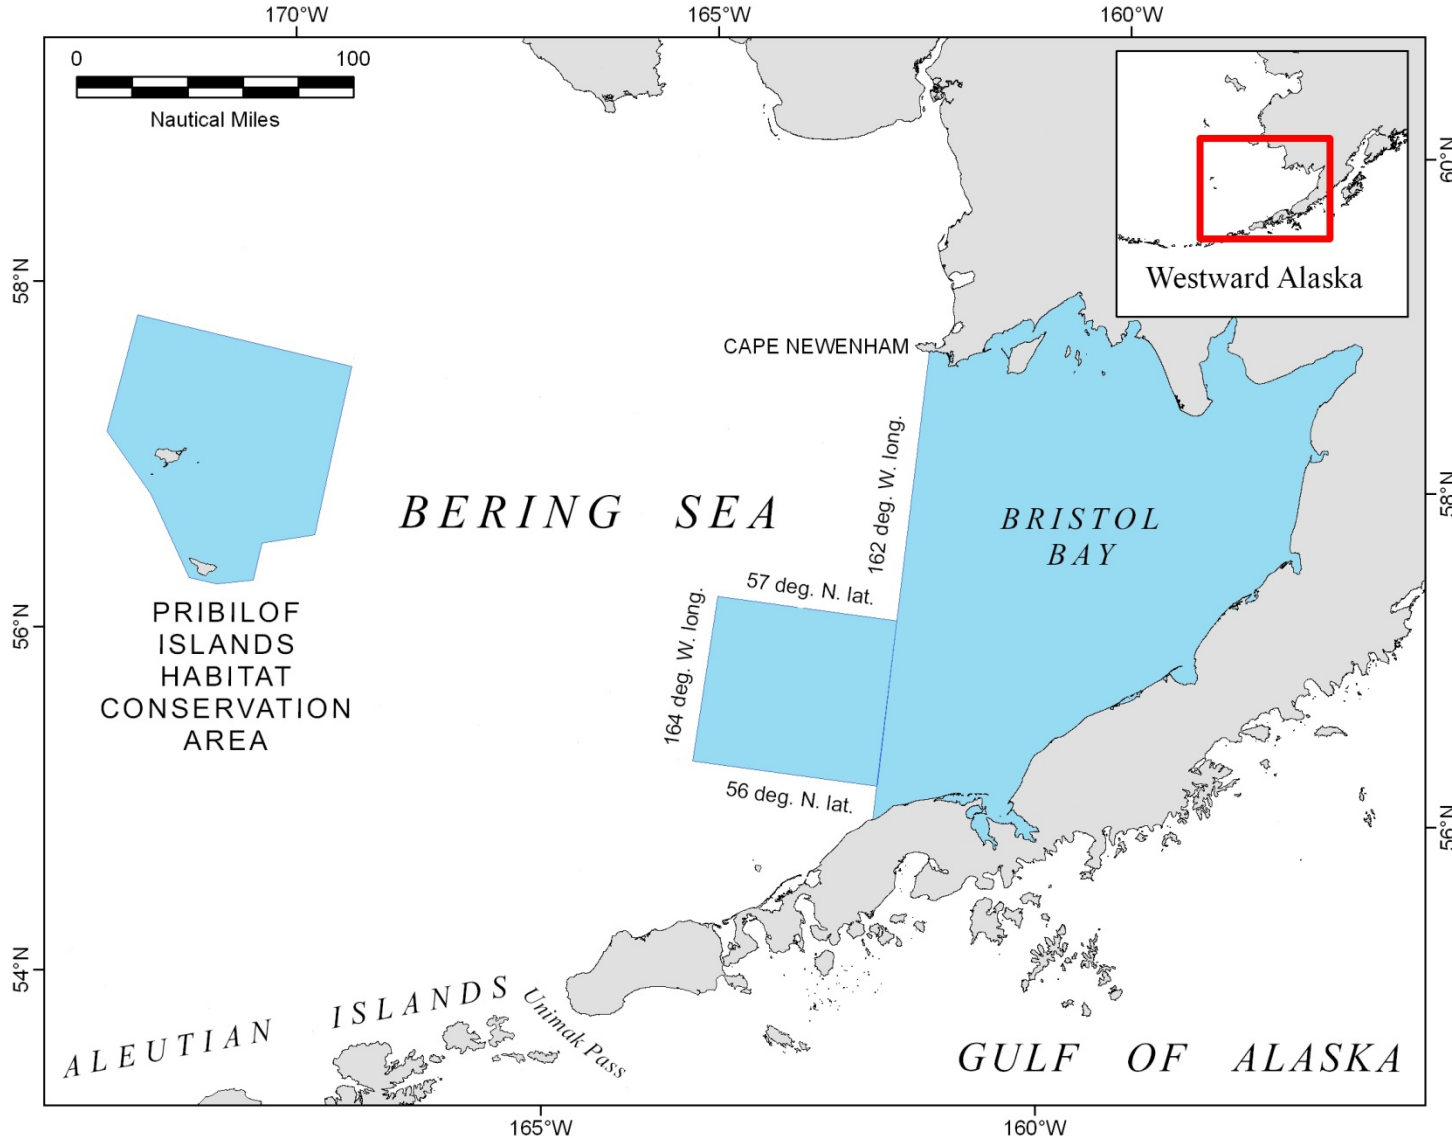 170°W
165°W
160°W
0
100
Nautical Miles
60°N
Westward Alaska
58°N
CAPE NEWENHAM
162 deg. W. long.
BERING SEA
BRISTOL
BAY
58°N
57 deg. N. lat.
164 deg. W. long.
56°N
PRIBILOF
ISLANDS
HABITAT
CONSERVATION
AREA
56 deg. N. lat.
56°N
54°N
ALEUTIAN ISLANDS
Unimak Pass
GULF OF ALASKA
165°W
160°W